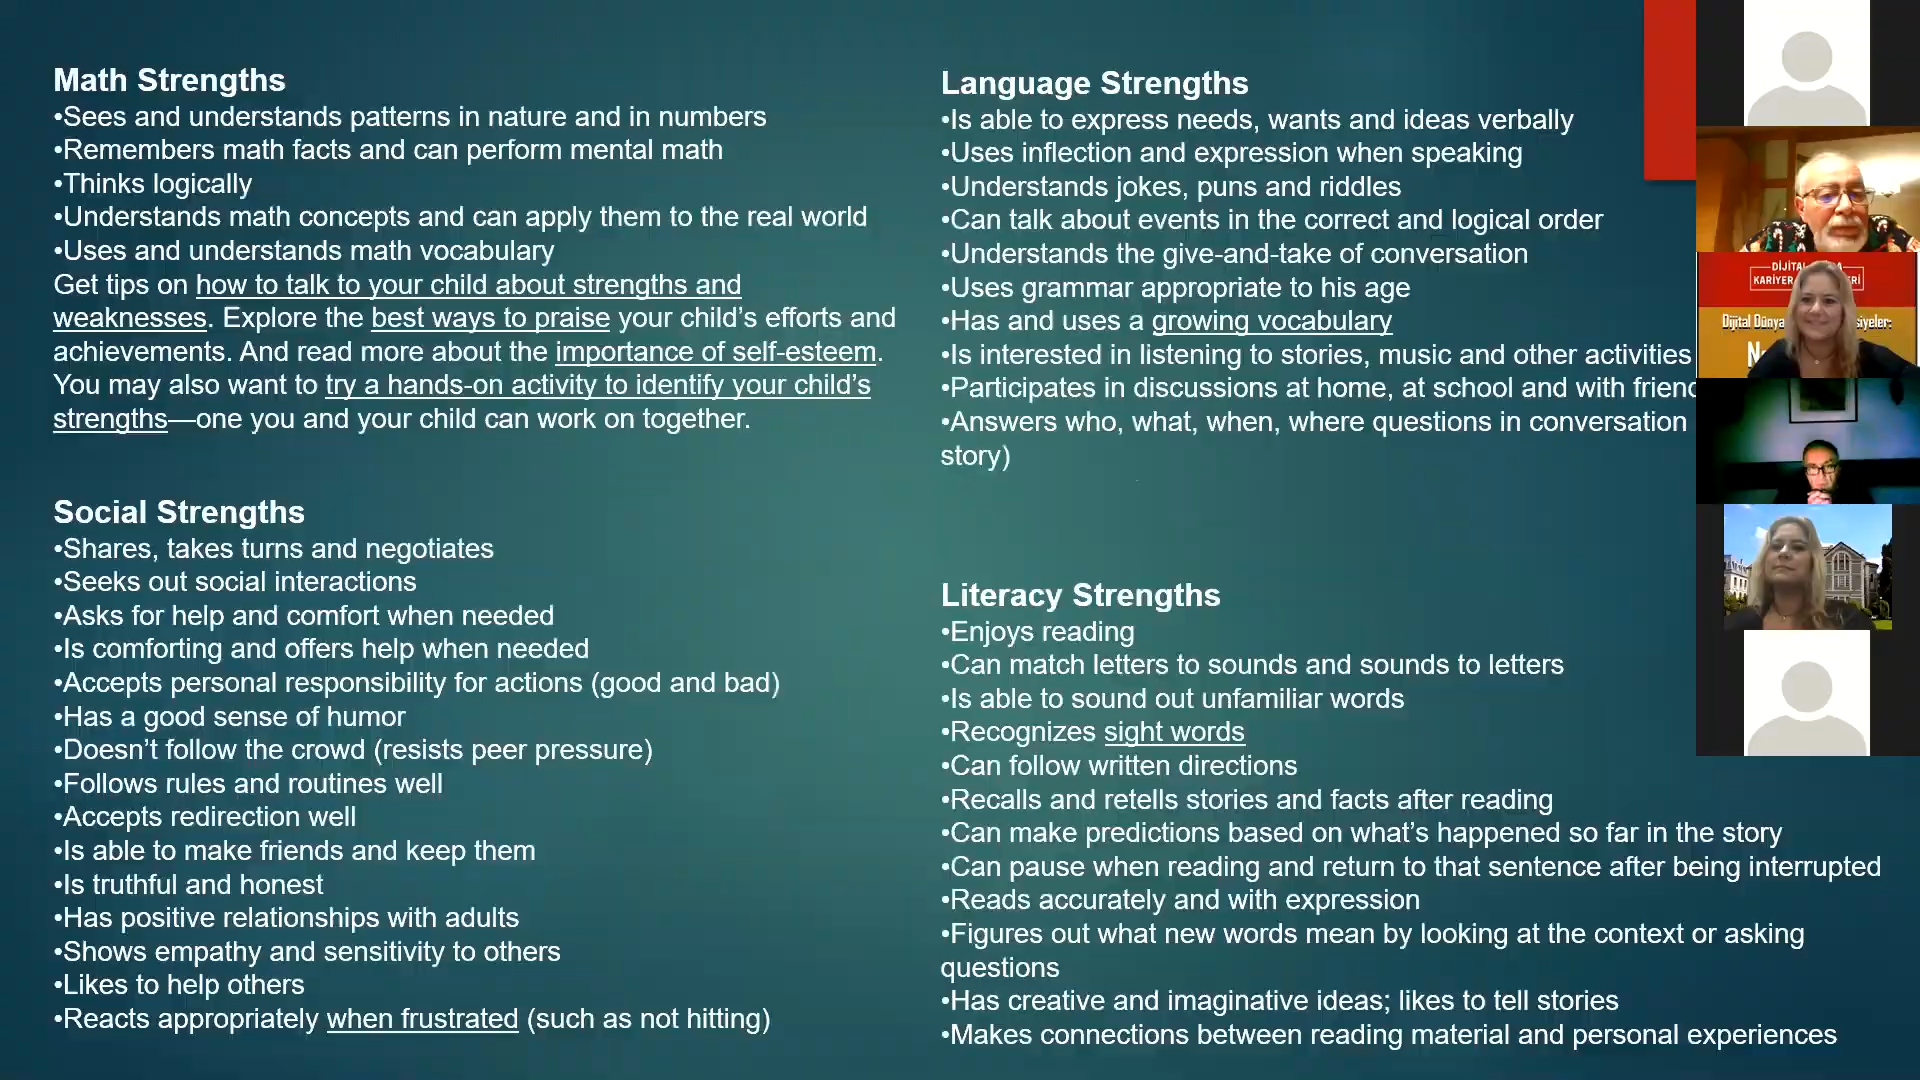 Math Strengths
•Sees and understands patterns in nature and in numbers
•Remembers math facts and can perform mental math
•Thinks logically
•Understands math concepts and can apply them to the real world
•Uses and understands math vocabulary
Get tips on how to talk to your child about strengths and
weaknesses. Explore the best ways to praise your child’s efforts and
achievements. And read more about the importance of self-esteem.
You may also want to try a hands-on activity to identify your child’s
strengths—one you and your child can work on together.
Social Strengths
•Shares, takes turns and negotiates
•Seeks out social interactions
•Asks for help and comfort when needed
•Is comforting and offers help when needed
•Accepts personal responsibility for actions (good and bad)
•Has a good sense of humor
•Doesn’t follow the crowd (resists peer pressure)
•Follows rules and routines well
•Accepts redirection well
•Is able to make friends and keep them
•Is truthful and honest
•Has positive relationships with adults
•Shows empathy and sensitivity to others
•Likes to help others
•Reacts appropriately when frustrated (such as not hitting)
Language Strengths
•Is able to express needs, wants and ideas verbally
•Uses inflection and expression when speaking
•Understands jokes, puns and riddles
•Can talk about events in the correct and logical order
•Understands the give-and-take of conversation
•Uses grammar appropriate to his age
•Has and uses a growing vocabulary
•Is interested in listening to stories, music and other activities
•Participates in discussions at home, at school and with
•Answers who, what, when, where questions in conversation
story)
Literacy Strengths
•Enjoys reading
•Can match letters to sounds and sounds to letters
•Is able to sound out unfamiliar words
•Recognizes sight words
•Can follow written directions
•Recalls and retells stories and facts after reading
•Can make predictions based on what’s happened so far in the story
•Can pause when reading and return to that sentence after being interrupted
•Reads accurately and with expression
•Figures out what new words mean by looking at the context or asking
questions
•Has creative and imaginative ideas; likes to tell stories
•Makes connections between reading material and personal experiences
DİJİTAL
KARİYER
Dijital Dünya